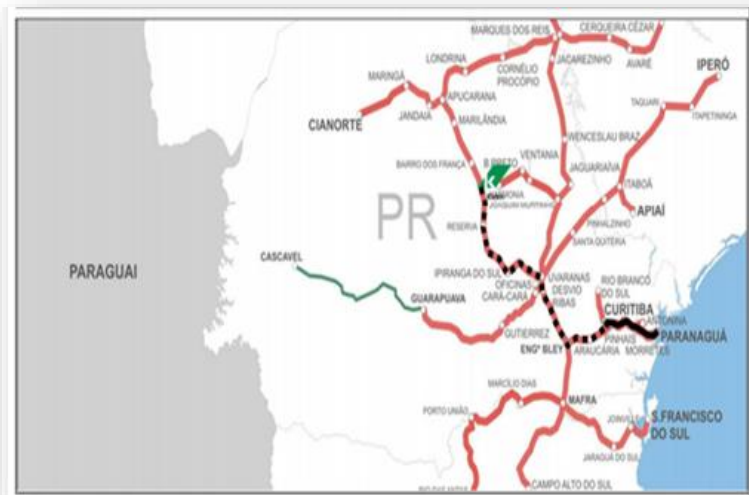 MARQUES DOS REIS
CERQUEIRA CÉZAR
LONDRINA
JACAREZINHO
CORNÉLIO
PROCÓPIO
AVARÉ
IPERÓ
MARINGÁ
APUCARANA
TAQUARI
ITAPETININGA
JANDAIA
CIANORTE
MARILÂNDIA
WENCESLAU BRAZ
BAIRRO DOS FRANÇA
VENTANIA
JAGUARIAÍVA
ITABOÁ
PR
RESERVA
PINHALZINHO
APIAÍ
SANTA QUITÉRIA
PARAGUAI
CASCAVEL
IPIRANGA DO SUL
UVARANAS
OFICINAS
DESVIO
RIBAS
CARÁ-CARÁ
RIO BRANCO
DO SUL
GUARAPUAVA
CURITIBA
ANTONINA
GUTIERREZ
PINHAIS
PARANAGUÁ
ENGº BLEY
ARAUCÁRIA
MORRETES
MARCÍLIO DIAS
MAFRA
PORTO UNIÃO
JOINVILLE
S.FRANCISCO
DO SUL
JARAGUÁ DO SUL
CAMPO ALTO DO SUL